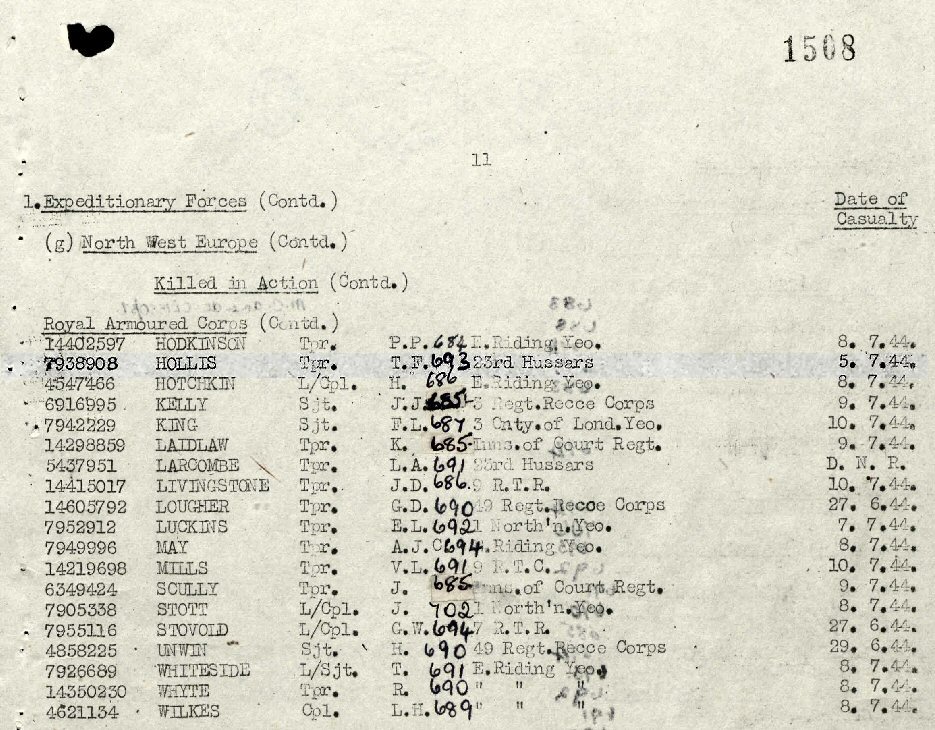 1508
11
1. Expeditionary Forces (Contd.) Date of
Casualty
(g) North West Europe (Contd.)
Killed in Action (Contd.)
Royal Armoured Corps (Contd.)
14402597 HODKINSON Tpr. P.P. 684 E.Riding Yeo. 8. 7.44.
7938908 HOLLIS Tpr. T.F. 693 23rd Hussars 5. 7.44.
4547466 HOTCHKIN L/Cpl. H. 686 E.Riding Yeo. 8. 7.44.
6916995 KELLY Sjt. J.J. 685 3 Regt.Recce Corps 9. 7.44.
7942229 KING Sjt. F.L. 687 3 Cnty.of Lond.Yeo. 10. 7.44.
14298859 LAIDLAW Tpr. K. 685 Inns.of Court Regt. 9. 7.44.
5437951 LARCOMBE Tpr. L.A. 691 23rd Hussars D. N. R.
14415017 LIVINGSTONE Tpr. J.D. 686. 9 R.T.R. 10. 7.44.
14605792 LOUGHER Tpr. G.D. 690 49 Regt.Recce Corps 27. 6.44.
7952912 LUCKINS Tpr. E.L. 692 1 North'n.Yeo. 7. 7.44.
7949996 MAY Tpr. A.J.C. 694 E.Riding Yeo. 8. 7.44.
14219698 MILLS Tpr. V.L. 691 9 R.T.C. 10. 7.44.
6349424 SCULLY Tpr. J. 685 Inns.of Court Regt. 9. 7.44.
7905338 STOTT L/Cpl. J. 702 1 North'n.Yeo. 8. 7.44.
7955116 STOVOLD L/Cpl. G.W. 694 7 R.T.R. 27. 6.44.
4858225 UNWIN Sjt. H. 690 49 Regt.Recce Corps 29. 6.44.
7926689 WHITESIDE L/Sjt. T. 691 E.Riding Yeo. 8. 7.44.
14350230 WHYTE Tpr. R. 690 " " " 8. 7.44.
4621134 WILKES Cpl. L.H. 689 " " " 8. 7.44.